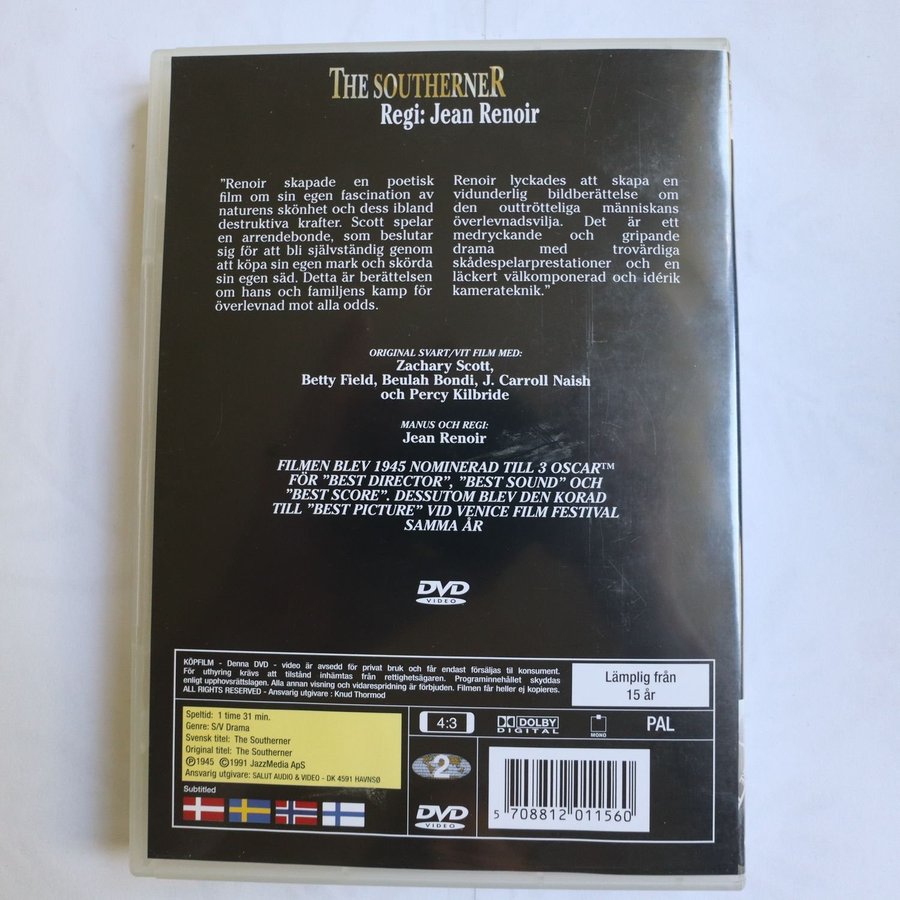 THE SOUTHERNER
Regi: Jean Renoir
"Renoir skapade en poetisk
film om sin egen fascination av
naturens skönhet och dess ibland
destruktiva krafter. Scott spelar
en arrendebonde, som beslutar
sig för att bli självständig genom
att köpa sin egen mark och skörda
sin egen säd. Detta är berättelsen
om hans och familjens kamp för
överlevnad mot alla odds.
Renoir lyckades att skapa en
vidunderlig bildberättelse om
den outtrötteliga människans
överlevnadsvilja. Det är ett
medryckande och gripande
drama med trovärdiga
skådespelarprestationer och en
läckert välkomponerad och idérik
kamerateknik."
ORIGINAL SVART/VIT FILM MED:
Zachary Scott,
Betty Field, Beulah Bondi, J. Carroll Naish
och Percy Kilbride
MANUS OCH REGI:
Jean Renoir
FILMEN BLEV 1945 NOMINERAD TILL 3 OSCAR™
FÖR "BEST DIRECTOR", "BEST SOUND" OCH
"BEST SCORE". DESSUTOM BLEV DEN KORAD
TILL "BEST PICTURE" VID VENICE FILM FESTIVAL
SAMMA ÅR
DVD
VIDEO
KÖPFILM - Denna DVD - video är avsedd för privat bruk och får endast försäljas til konsument.
För uthyring krävs att tilstånd inhämtas från rettighetsägaren. Programinnehållet skyddas
enligt upphovsrättslagen. Alla annan visning och vidarespridning er förbjuden. Filmen får heller ej kopieres.
ALL RIGHTS RESERVED - Ansvarig utgivare : Knud Thormod
Lämplig från
15 år
Speltid: 1 time 31 min.
Genre: S/V Drama
Svensk titel: The Southerner
Original titel: The Southerner
℗1945 ©1991 JazzMedia ApS
Ansvarig utgivare: SALUT AUDIO & VIDEO - DK 4591 HAVNSØ
Subtitled
4:3
DOLBY
DIGITAL
MONO
PAL
2
DVD
VIDEO
5 708812 011560